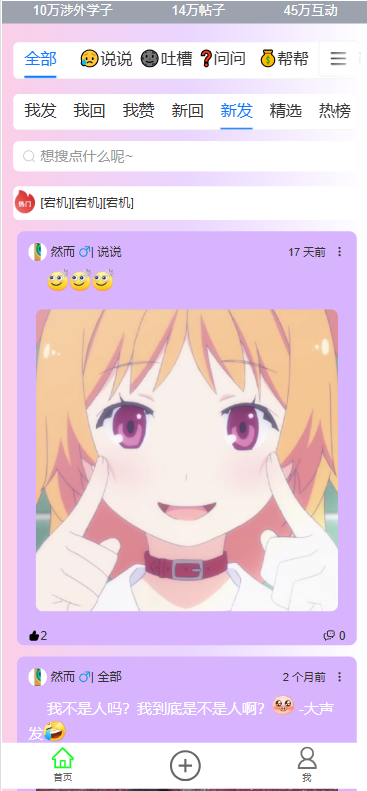 10万涉外学子 14万帖子 45万互动
全部 说说 吐槽 问问 帮帮
我发 我回 我赞 新回 新发 精选 热榜
想搜点什么呢~
热门 [宕机][宕机][宕机]
然而 ♂| 说说 17 天前
2 0
然而 ♂| 全部 2 个月前
我不是人吗？我到底是不是人啊？ -大声
发
首页 我